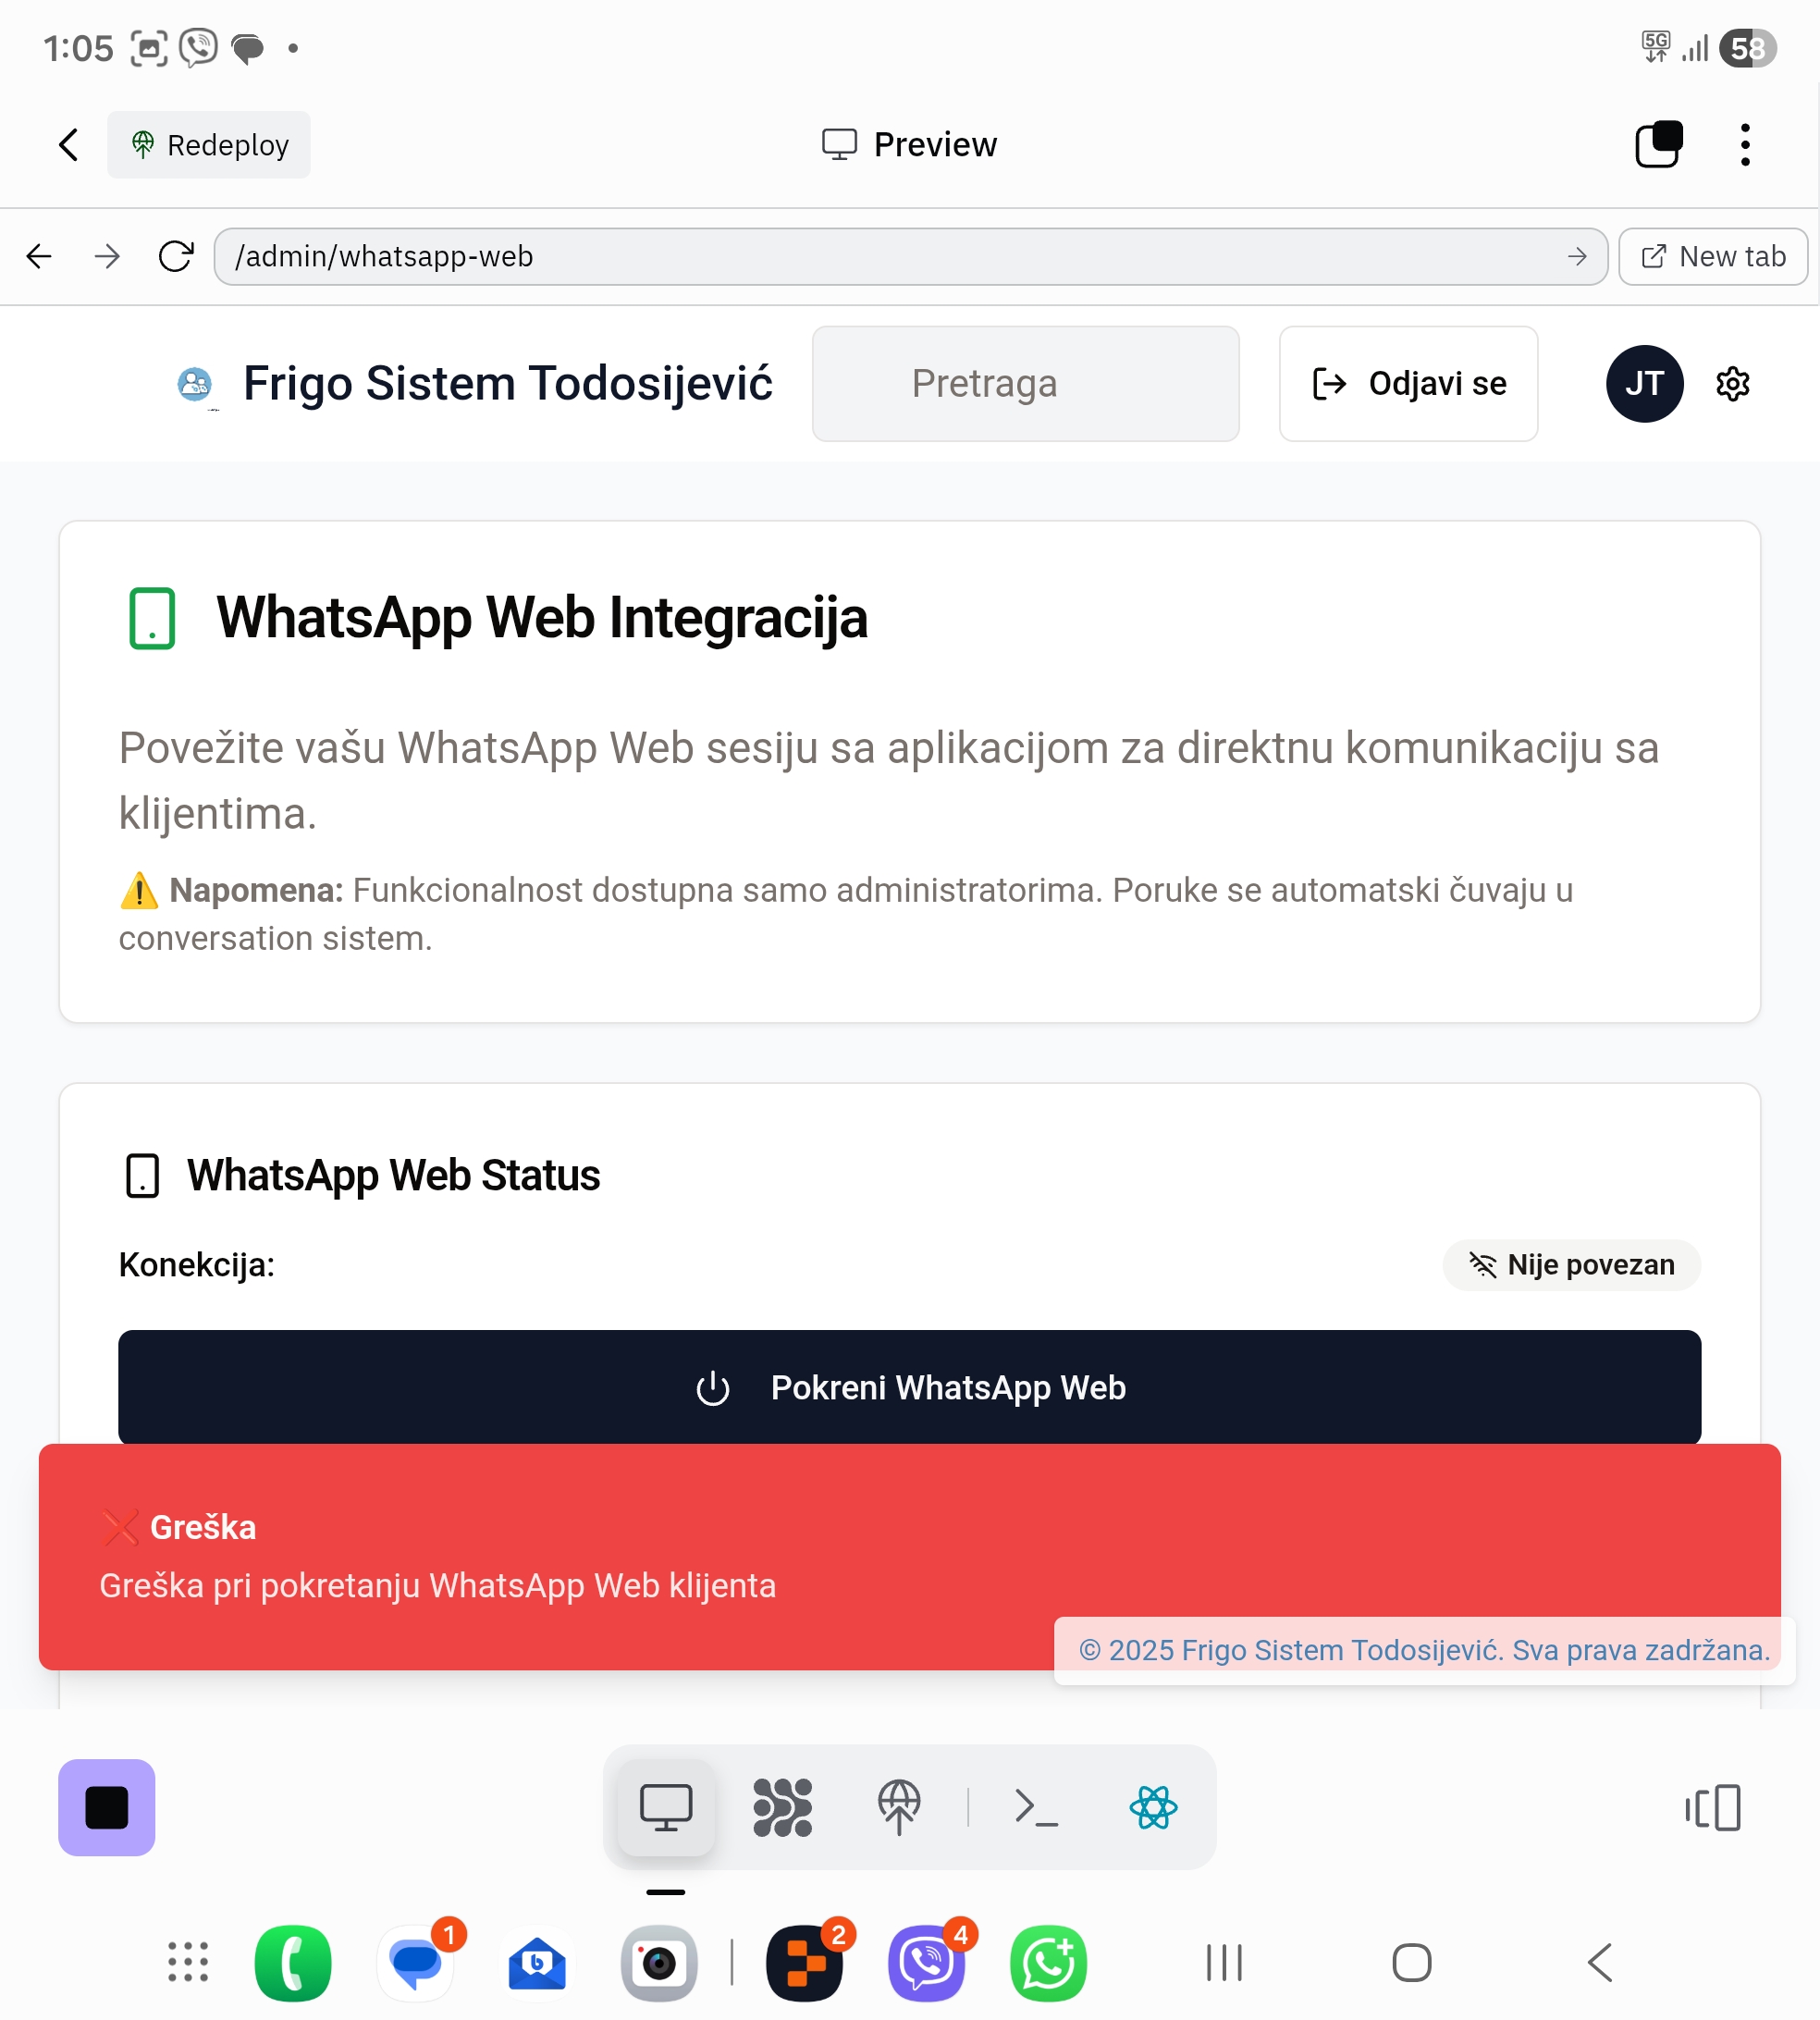 1:05
5G
58
Redeploy
Preview
/admin/whatsapp-web
New tab
Frigo Sistem Todosijević
Pretraga
Odjavi se
JT
WhatsApp Web Integracija
Povežite vašu WhatsApp Web sesiju sa aplikacijom za direktnu komunikaciju sa
klijentima.
⚠️ Napomena: Funkcionalnost dostupna samo administratorima. Poruke se automatski čuvaju u
conversation sistem.
WhatsApp Web Status
Konekcija:
Nije povezan
Pokreni WhatsApp Web
❌ Greška
Greška pri pokretanju WhatsApp Web klijenta
© 2025 Frigo Sistem Todosijević. Sva prava zadržana.
1
b
2
4